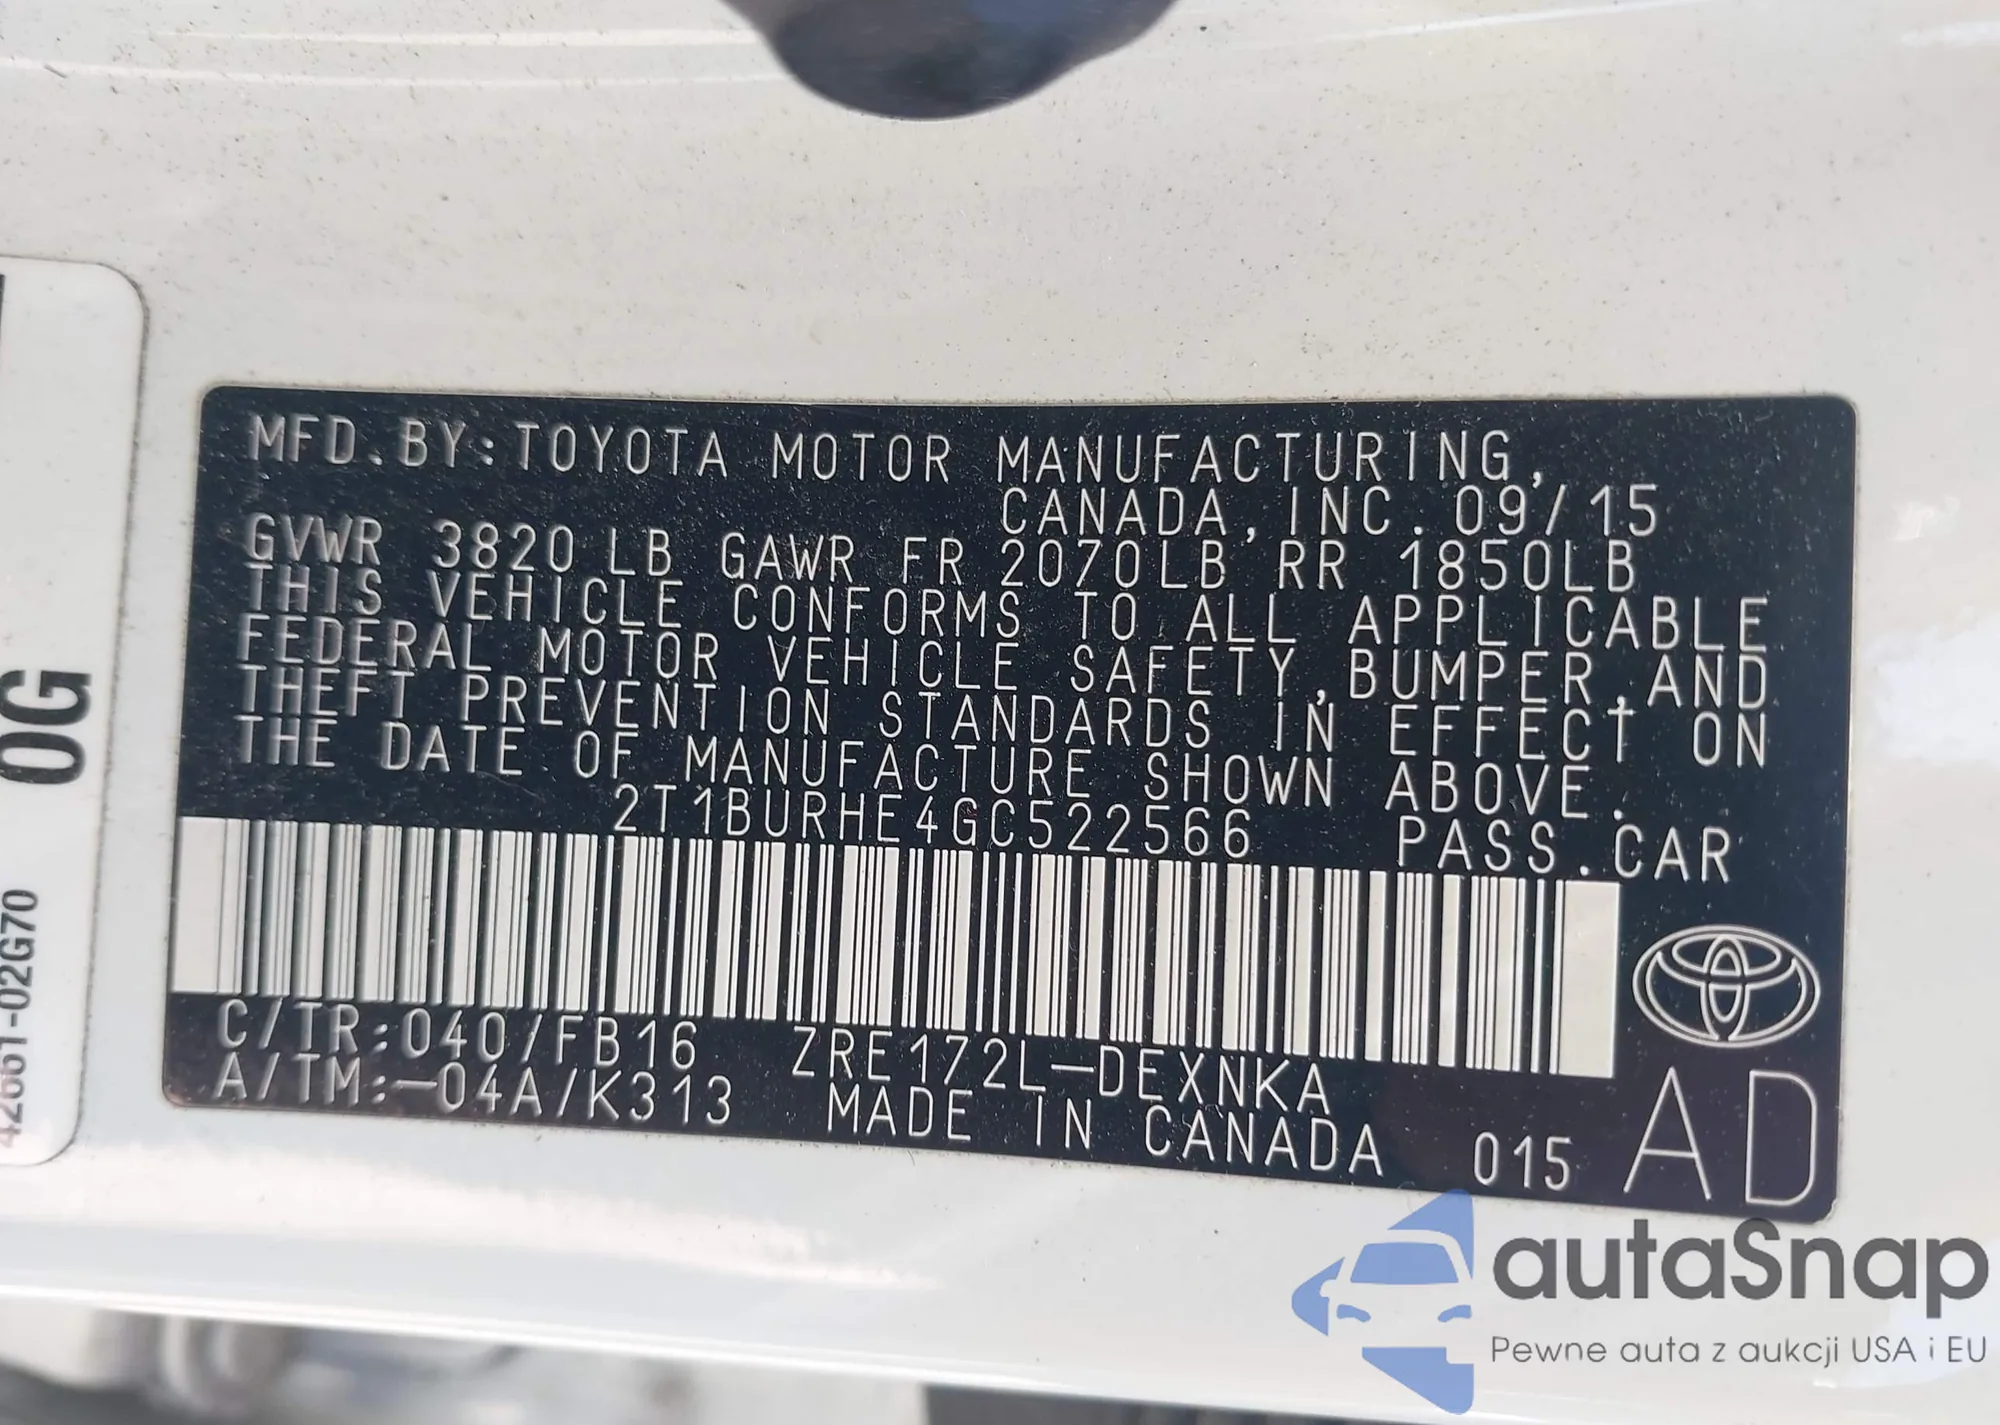 MFD.BY:TOYOTA MOTOR MANUFACTURING,
CANADA,INC.09/15
GVWR 3820 LB GAWR FR 2070LB RR 1850LB
THIS VEHICLE CONFORMS TO ALL APPLICABLE
FEDERAL MOTOR VEHICLE SAFETY,BUMPER,AND
THEFT PREVENTION STANDARDS IN EFFECT ON
THE DATE OF MANUFACTURE SHOWN ABOVE.
2T1BURHE4GC522566 PASS.CAR
C/TR:040/FB16 ZRE172L-DEXNKA
A/TM:-04A/K313 MADE IN CANADA 015 AD
0G
42661-02G70
autaSnap
Pewne auta z aukcji USA i EU